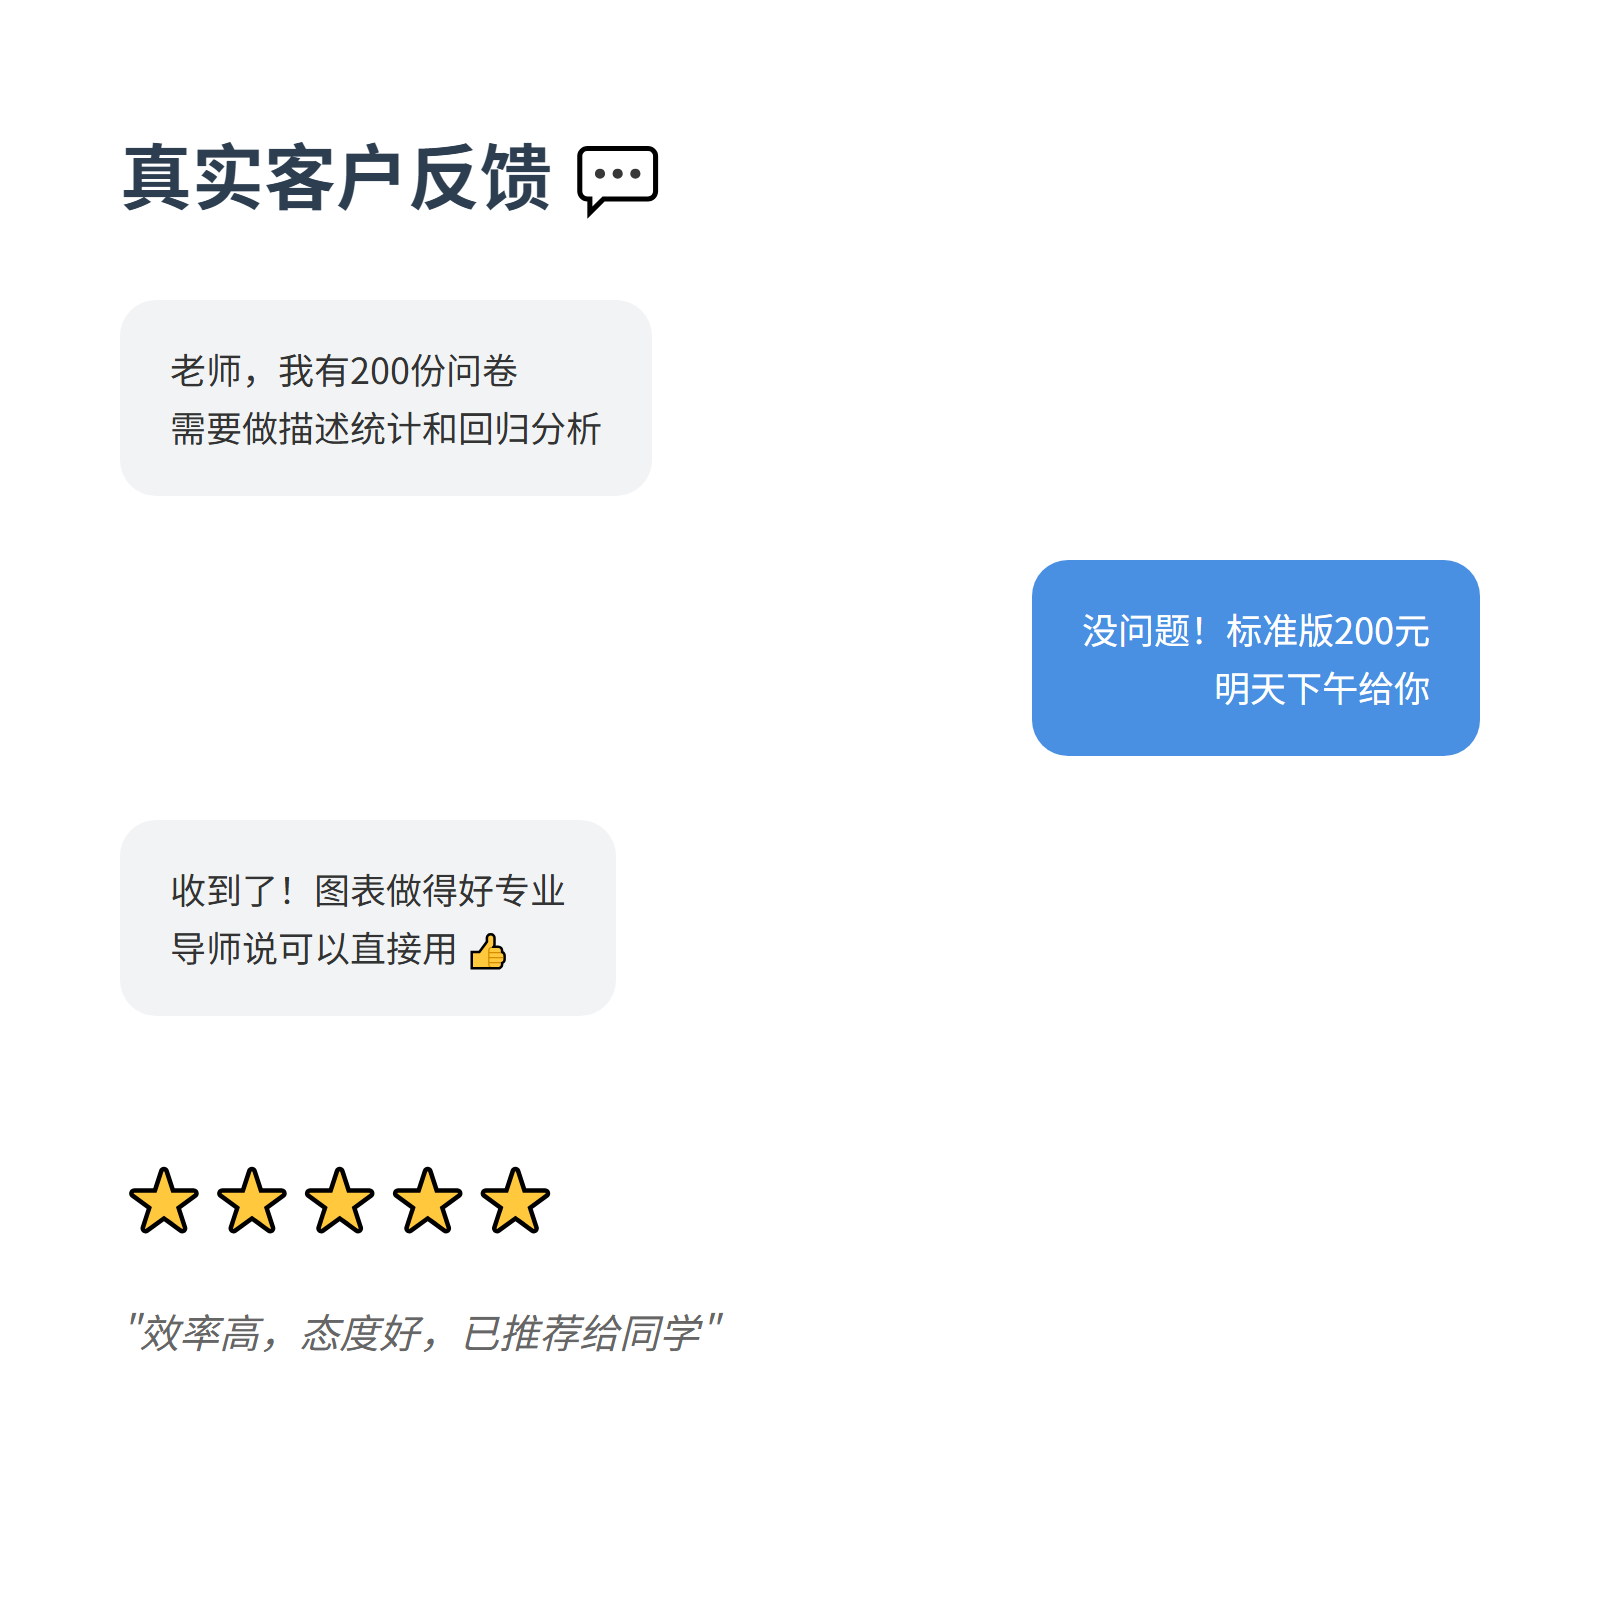 真实客户反馈 💬
老师，我有200份问卷
需要做描述统计和回归分析
没问题！标准版200元
明天下午给你
收到了！图表做得好专业
导师说可以直接用 👍
⭐⭐⭐⭐⭐
"效率高，态度好，已推荐给同学"